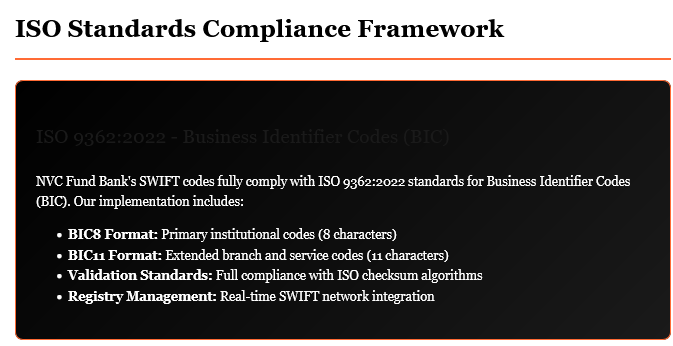 ISO Standards Compliance Framework
ISO 9362:2022 - Business Identifier Codes (BIC)
NVC Fund Bank's SWIFT codes fully comply with ISO 9362:2022 standards for Business Identifier Codes
(BIC). Our implementation includes:
• BIC8 Format: Primary institutional codes (8 characters)
• BIC11 Format: Extended branch and service codes (11 characters)
• Validation Standards: Full compliance with ISO checksum algorithms
• Registry Management: Real-time SWIFT network integration